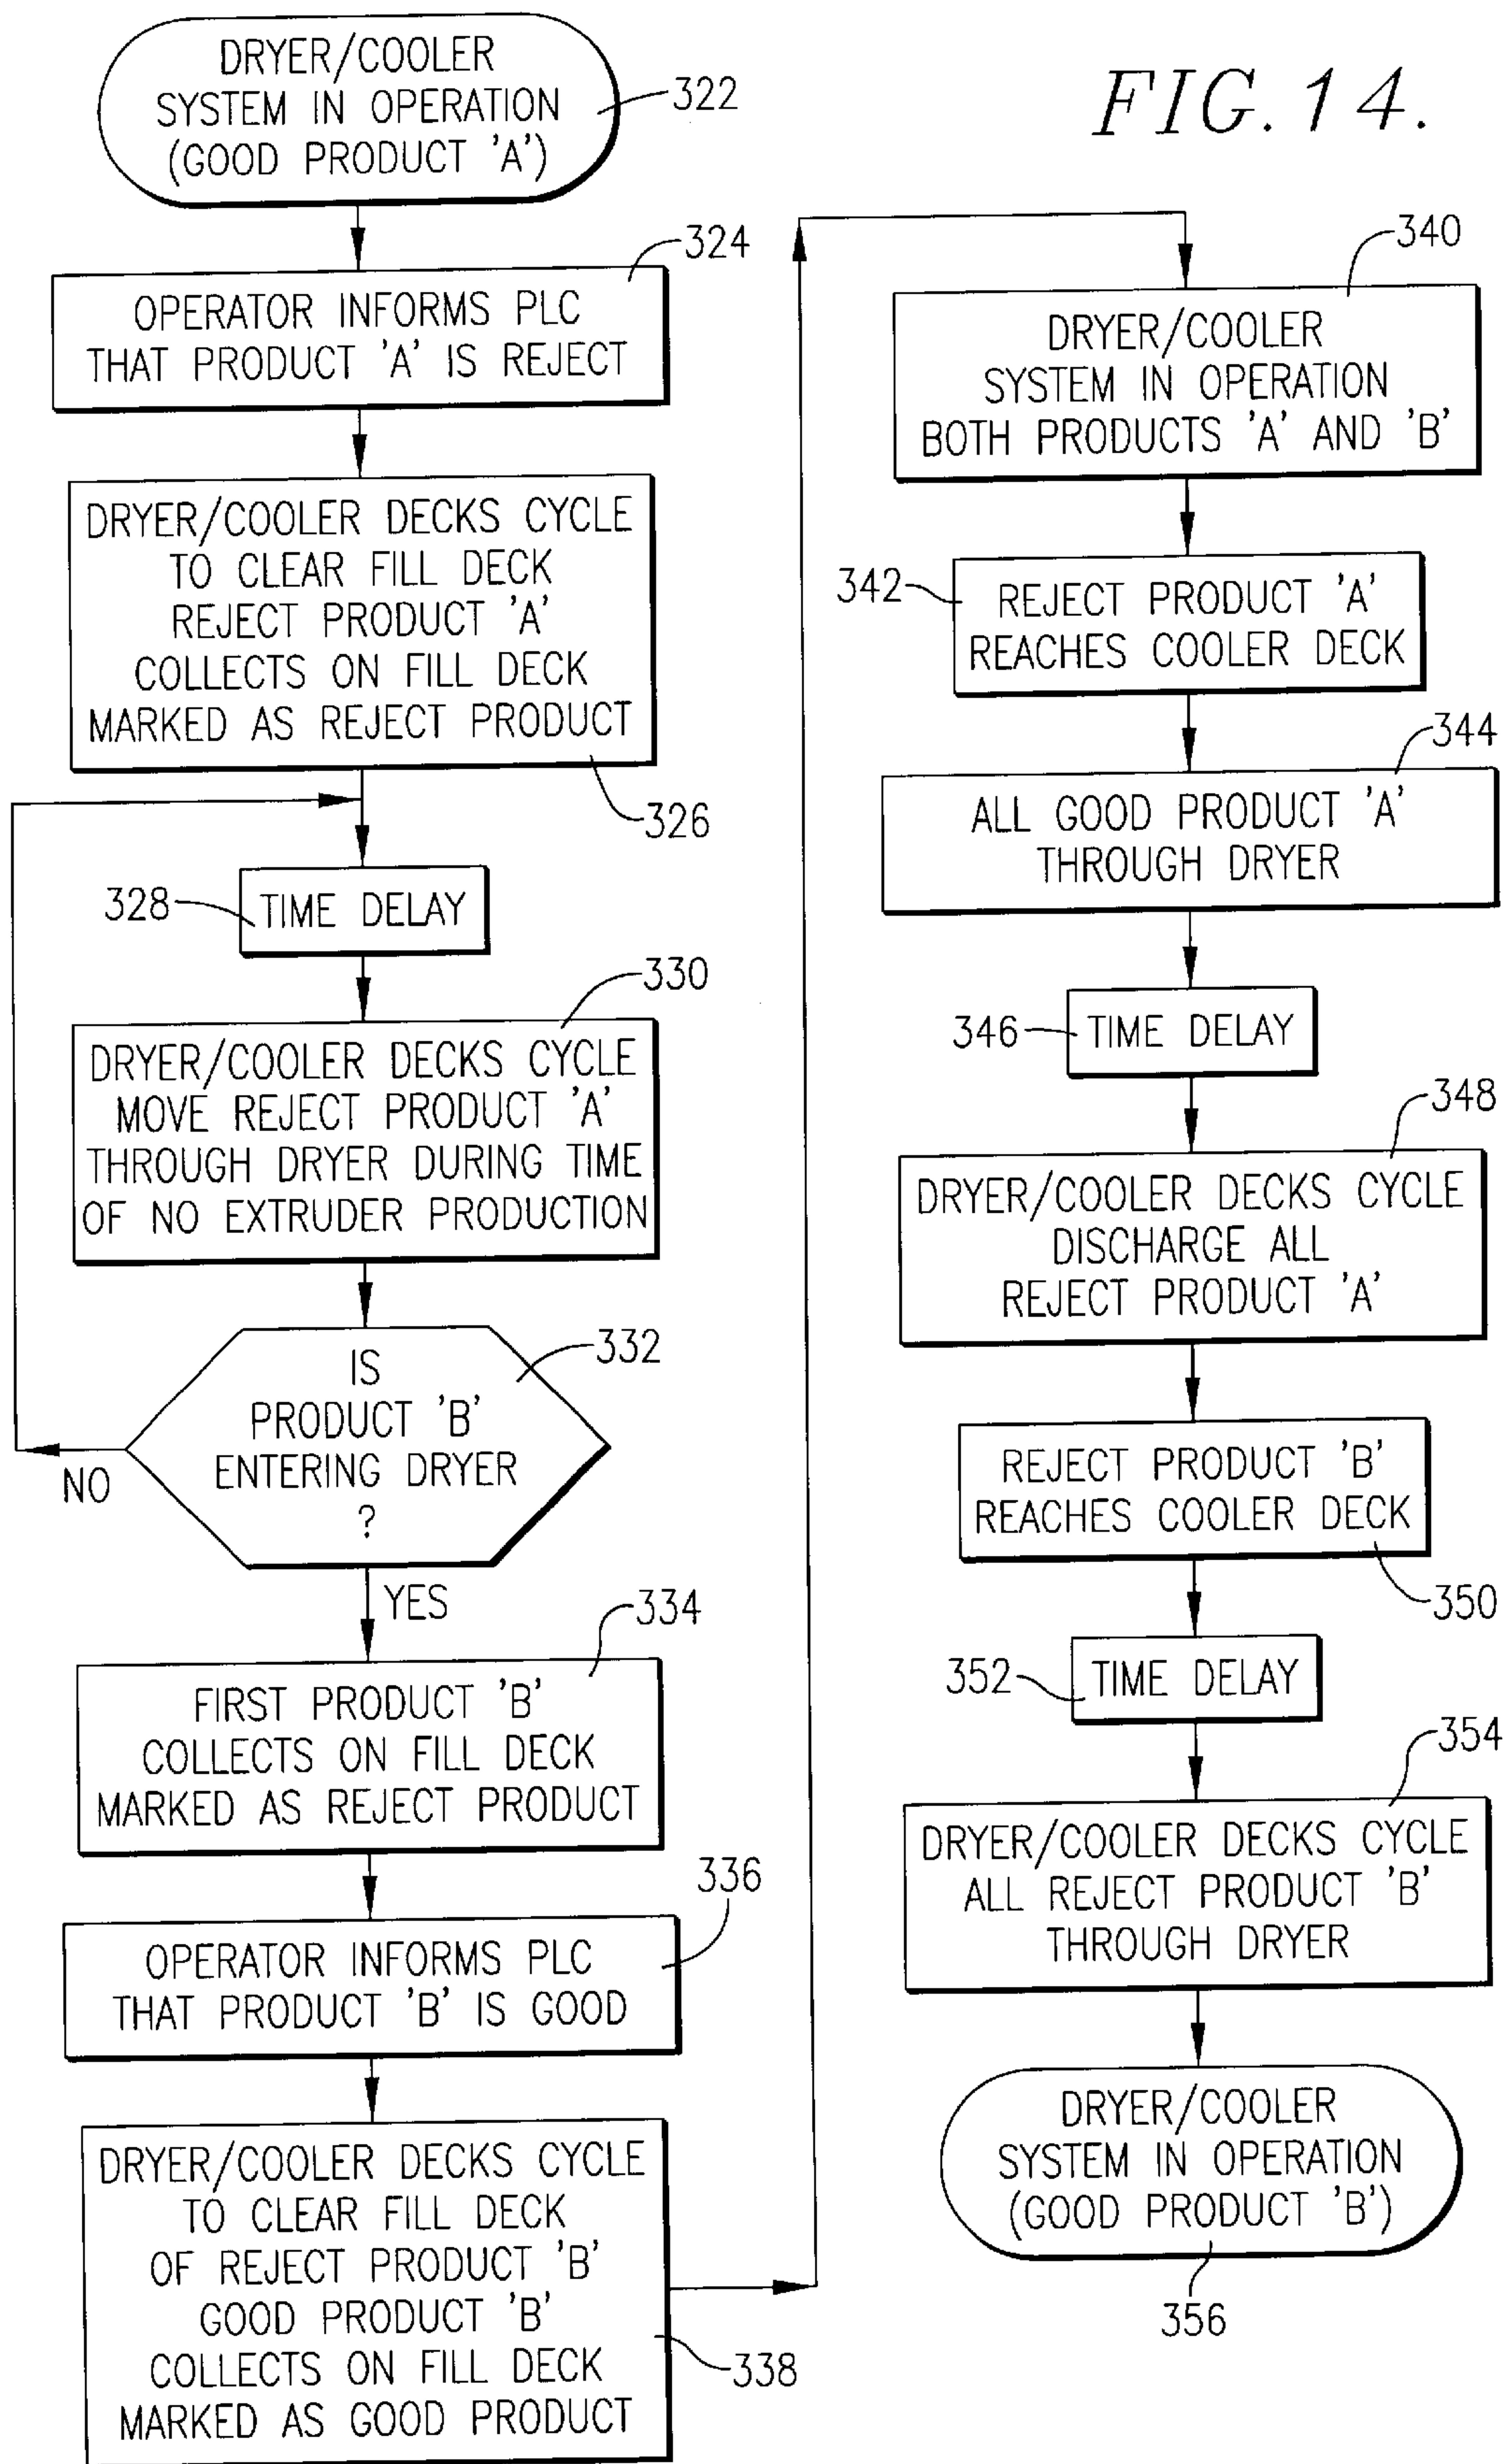 FIG. 14.
DRYER/COOLER
SYSTEM IN OPERATION
(GOOD PRODUCT 'A')
322
324
OPERATOR INFORMS PLC
THAT PRODUCT 'A' IS REJECT
DRYER/COOLER DECKS CYCLE
TO CLEAR FILL DECK
REJECT PRODUCT 'A'
COLLECTS ON FILL DECK
MARKED AS REJECT PRODUCT
326
328
TIME DELAY
330
DRYER/COOLER DECKS CYCLE
MOVE REJECT PRODUCT 'A'
THROUGH DRYER DURING TIME
OF NO EXTRUDER PRODUCTION
332
IS
PRODUCT 'B'
ENTERING DRYER
?
NO
YES
334
FIRST PRODUCT 'B'
COLLECTS ON FILL DECK
MARKED AS REJECT PRODUCT
336
OPERATOR INFORMS PLC
THAT PRODUCT 'B' IS GOOD
DRYER/COOLER DECKS CYCLE
TO CLEAR FILL DECK
OF REJECT PRODUCT 'B'
GOOD PRODUCT 'B'
COLLECTS ON FILL DECK
MARKED AS GOOD PRODUCT
338
340
DRYER/COOLER
SYSTEM IN OPERATION
BOTH PRODUCTS 'A' AND 'B'
342
REJECT PRODUCT 'A'
REACHES COOLER DECK
344
ALL GOOD PRODUCT 'A'
THROUGH DRYER
346
TIME DELAY
348
DRYER/COOLER DECKS CYCLE
DISCHARGE ALL
REJECT PRODUCT 'A'
REJECT PRODUCT 'B'
REACHES COOLER DECK
350
352
TIME DELAY
354
DRYER/COOLER DECKS CYCLE
ALL REJECT PRODUCT 'B'
THROUGH DRYER
DRYER/COOLER
SYSTEM IN OPERATION
(GOOD PRODUCT 'B')
356